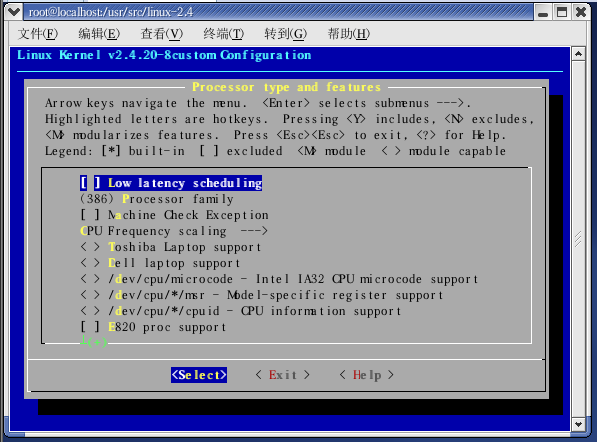 root@localhost:/usr/src/linux-2.4
文件(F) 编辑(E) 查看(V) 终端(T) 转到(G) 帮助(H)
Linux Kernel v2.4.20-8custom Configuration
Processor type and features
Arrow keys navigate the menu. <Enter> selects submenus --->.
Highlighted letters are hotkeys. Pressing <Y> includes, <N> excludes,
<M> modularizes features. Press <Esc><Esc> to exit, <?> for Help.
Legend: [*] built-in [ ] excluded <M> module < > module capable
[ ] Low latency scheduling
(386) Processor family
[ ] Machine Check Exception
CPU Frequency scaling --->
< > Toshiba Laptop support
< > Dell laptop support
< > /dev/cpu/microcode - Intel IA32 CPU microcode support
< > /dev/cpu/*/msr - Model-specific register support
< > /dev/cpu/*/cpuid - CPU information support
[ ] E820 proc support
(+)
<Select> < Exit > < Help >